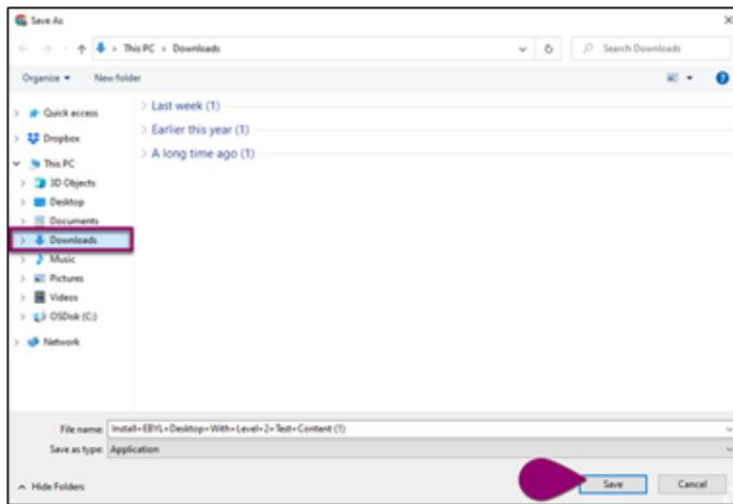 Save As
This PC > Downloads
Search Downloads
Organize
New folder
Quick access
Dropbox
This PC
3D Objects
Desktop
Documents
Downloads
Music
Pictures
Videos
OSDisk (C:)
Network
Last week (1)
Earlier this year (1)
A long time ago (1)
File name: Install+EBYL+Desktop+With+Level+2+Test+Content (1)
Save as type: Application
Hide Folders
Save
Cancel